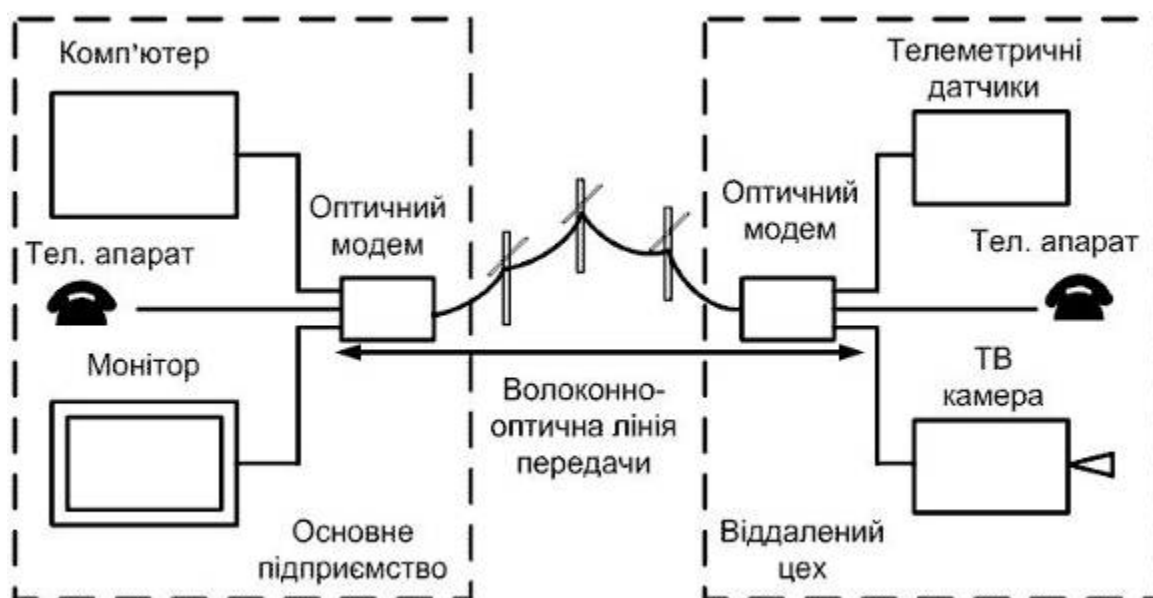 Комп'ютер
Оптичний
модем
Тел. апарат
Монітор
Основне
підприємство
Волоконно-
оптична лінія
передачи
Телеметричні
датчики
Оптичний
модем
Тел. апарат
ТВ
камера
Віддалений
цех